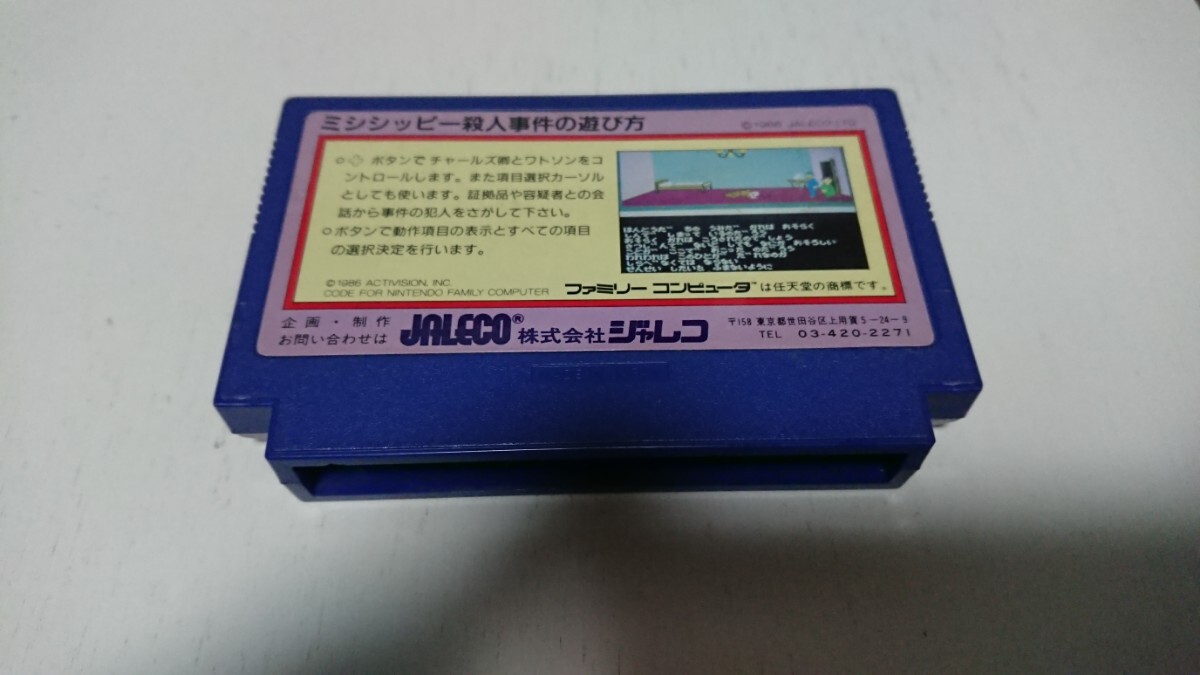 ミシシッピー殺人事件の遊び方
©1986 JALECO LTD
○ ボタンで チャールズ卿とワトソンをコ
ントロールします。また項目選択カーソル
としても使います。証拠品や容疑者との会
話から事件の犯人をさがして下さい。
○ボタンで動作項目の表示とすべての項目
の選択決定を行います。
©1986 ACTIVISION, INC.
CODE FOR NINTENDO FAMILY COMPUTER
ファミリー コンピュータ™は任天堂の商標です。
企画・制作
お問い合わせは
JALECO® 株式会社ジャレコ
〒158 東京都世田谷区上用賀5-24-9
TEL 03-420-2271